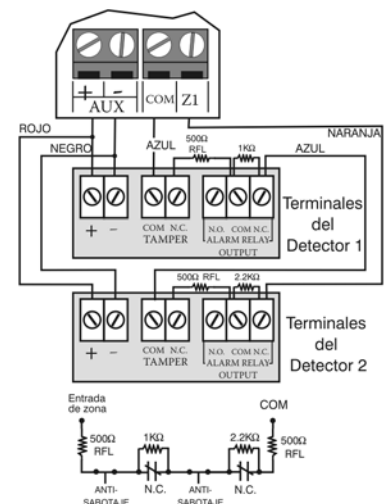 + - COM Z1
AUX
ROJO
NEGRO
AZUL
500Ω
RFL
1KΩ
AZUL
NARANJA
+ - COM N.C. N.O. COM N.C.
TAMPER ALARM RELAY
OUTPUT
Terminales
del
Detector 1
500Ω RFL 2.2KΩ
+ - COM N.C. N.O. COM N.C.
TAMPER ALARM RELAY
OUTPUT
Terminales
del
Detector 2
Entrada
de zona
COM
500Ω
RFL
1KΩ
2.2KΩ
500Ω
RFL
ANTI-
SABOTAJE
N.C.
ANTI-
SABOTAJE
N.C.